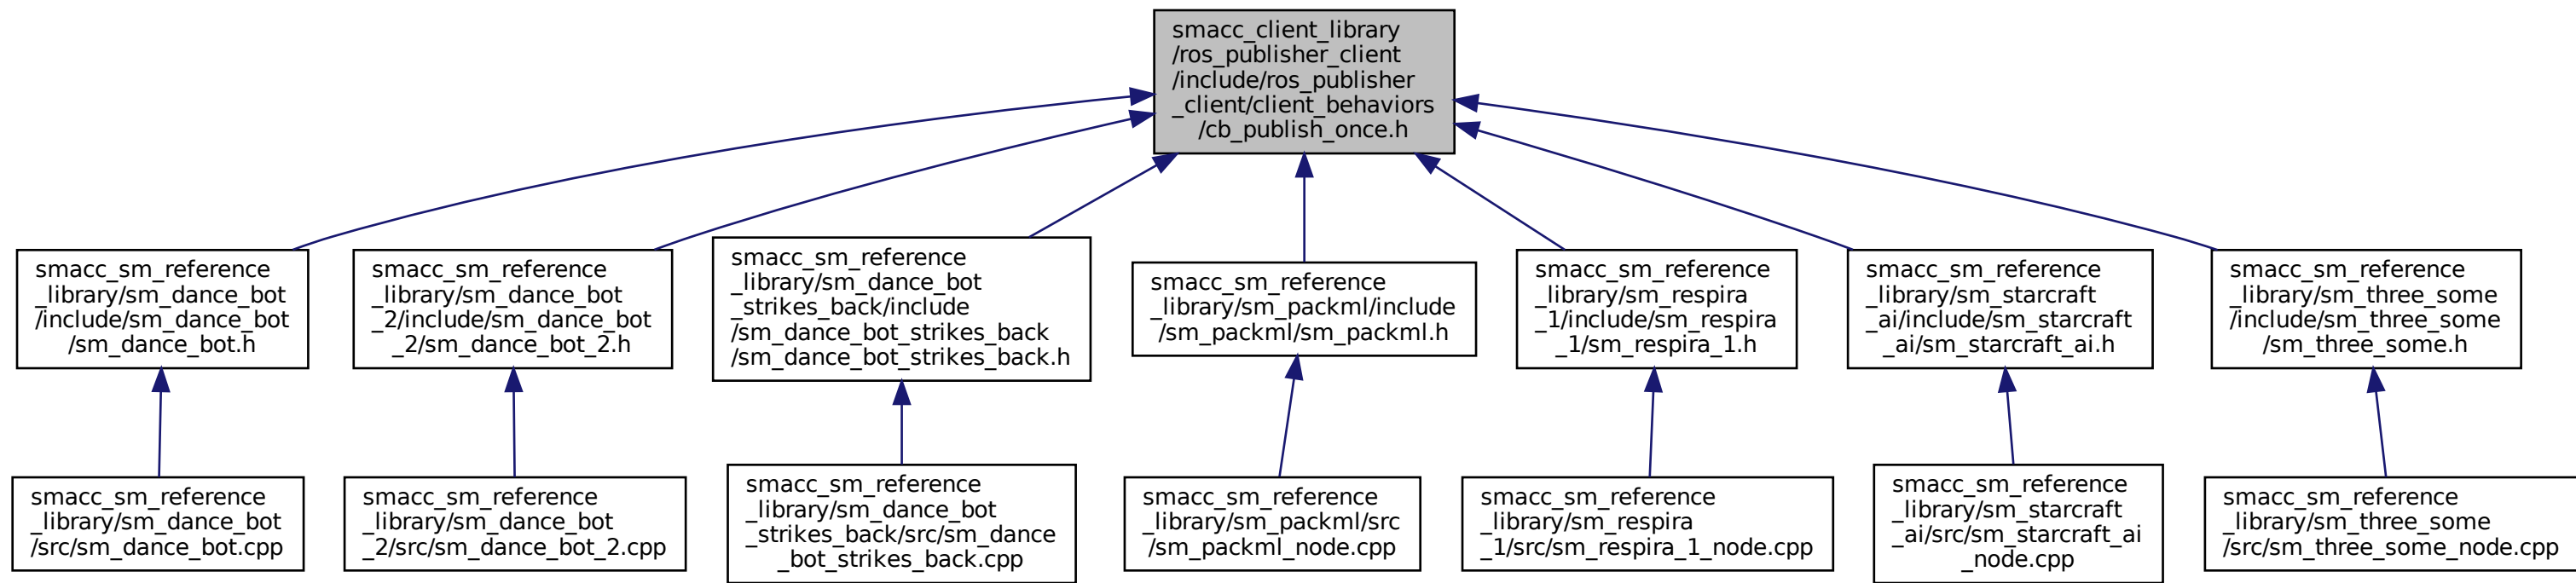 smacc_client_library
/ros_publisher_client
/include/ros_publisher
_client/client_behaviors
/cb_publish_once.h
smacc_sm_reference
_library/sm_dance_bot
/include/sm_dance_bot
/sm_dance_bot.h
smacc_sm_reference
_library/sm_dance_bot
_2/include/sm_dance_bot
_2/sm_dance_bot_2.h
smacc_sm_reference
_library/sm_dance_bot
_strikes_back/include
/sm_dance_bot_strikes_back
/sm_dance_bot_strikes_back.h
smacc_sm_reference
_library/sm_packml/include
/sm_packml/sm_packml.h
smacc_sm_reference
_library/sm_respira
_1/include/sm_respira
_1/sm_respira_1.h
smacc_sm_reference
_library/sm_starcraft
_ai/include/sm_starcraft
_ai/sm_starcraft_ai.h
smacc_sm_reference
_library/sm_three_some
/include/sm_three_some
/sm_three_some.h
smacc_sm_reference
_library/sm_dance_bot
/src/sm_dance_bot.cpp
smacc_sm_reference
_library/sm_dance_bot
_2/src/sm_dance_bot_2.cpp
smacc_sm_reference
_library/sm_dance_bot
_strikes_back/src/sm_dance
_bot_strikes_back.cpp
smacc_sm_reference
_library/sm_packml/src
/sm_packml_node.cpp
smacc_sm_reference
_library/sm_respira
_1/src/sm_respira_1_node.cpp
smacc_sm_reference
_library/sm_starcraft
_ai/src/sm_starcraft_ai
_node.cpp
smacc_sm_reference
_library/sm_three_some
/src/sm_three_some_node.cpp